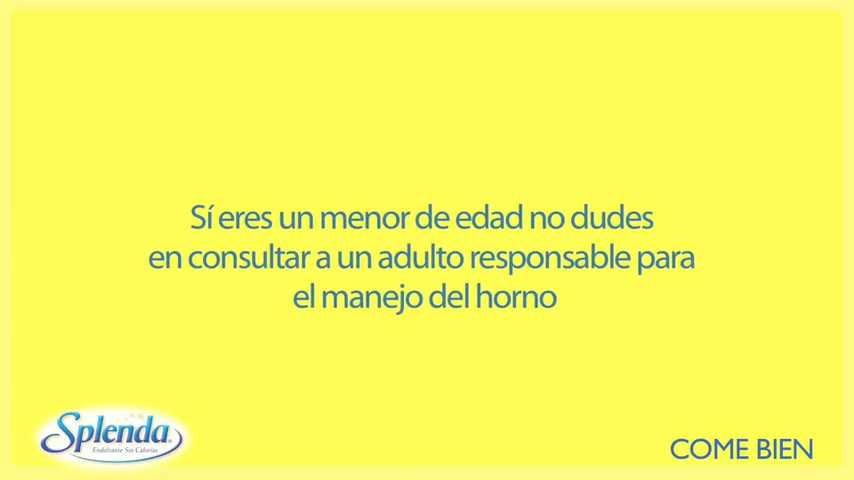 Sí eres un menor de edad no dudes
en consultar a un adulto responsable para
el manejo del horno
Splenda®
Endulzante Sin Calorías
COME BIEN